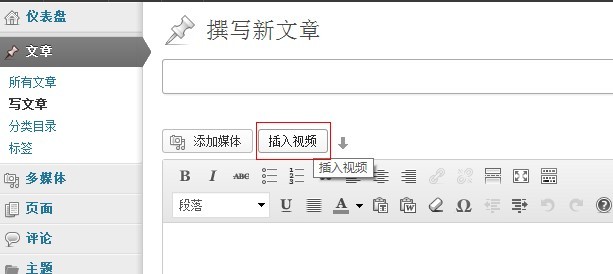 仪表盘
撰写新文章
文章
所有文章
写文章
分类目录
标签
添加媒体
插入视频
插入视频
多媒体
B I ABC
段落
U A Ω
页面
评论
主题